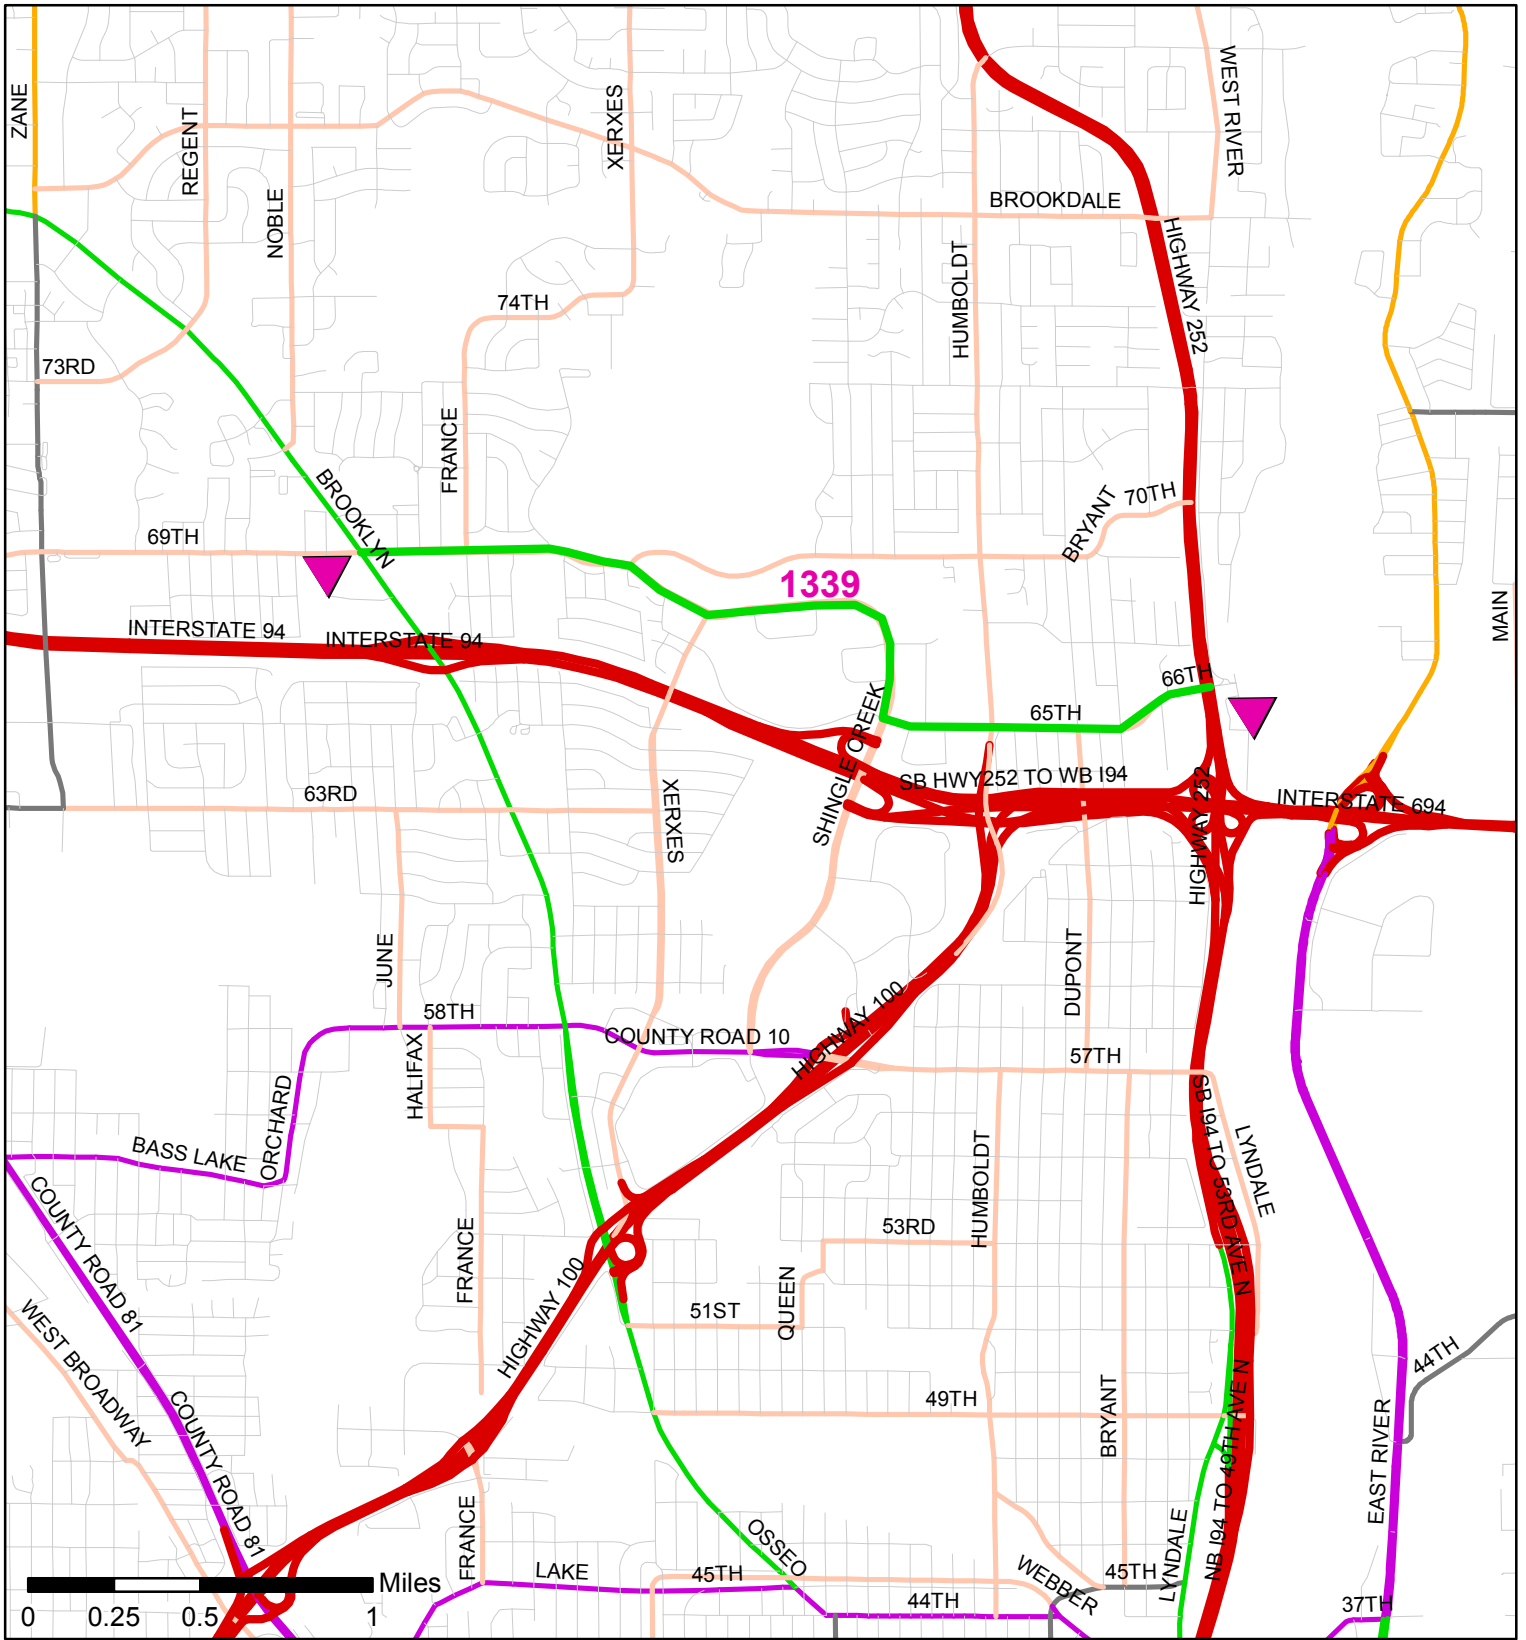 ZANE
REGENT
NOBLE
XERXES
WEST RIVER
BROOKDALE
HUMBOLDT
HIGHWAY 252
74TH
73RD
FRANCE
BROOKLYN
69TH
BRYANT
70TH
1339
INTERSTATE 94
INTERSTATE 94
MAIN
66TH
65TH
SHINGLE CREEK
SB HWY252 TO WB I94
63RD
XERXES
HIGHWAY 252
INTERSTATE 694
JUNE
DUPONT
58TH
COUNTY ROAD 10
HIGHWAY 100
57TH
HALIFAX
ORCHARD
BASS LAKE
COUNTY ROAD 81
SB I94 TO 53RD AVE N
LYNDALE
HUMBOLDT
53RD
FRANCE
HIGHWAY 100
QUEEN
51ST
WEST BROADWAY
44TH
COUNTY ROAD 81
49TH
BRYANT
NB I94 TO 49TH AVE N
EAST RIVER
FRANCE
OSSEO
LAKE
45TH
WEBBER
45TH
LYNDALE
44TH
37TH
Miles
0 0.25 0.5 1